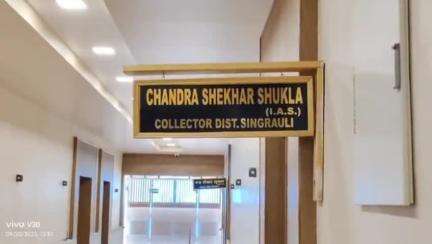 CHANDRA SHEKHAR SHUKLA
(I.A.S.)
COLLECTOR DIST. SINGRAULI
vivo V30